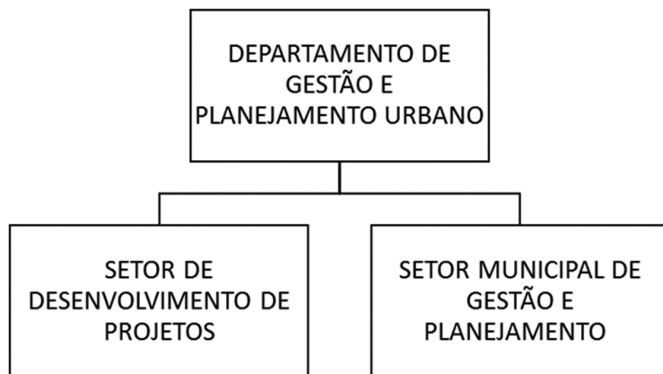 DEPARTAMENTO DE
GESTÃO E
PLANEJAMENTO URBANO
SETOR DE
DESENVOLVIMENTO DE
PROJETOS
SETOR MUNICIPAL DE
GESTÃO E
PLANEJAMENTO